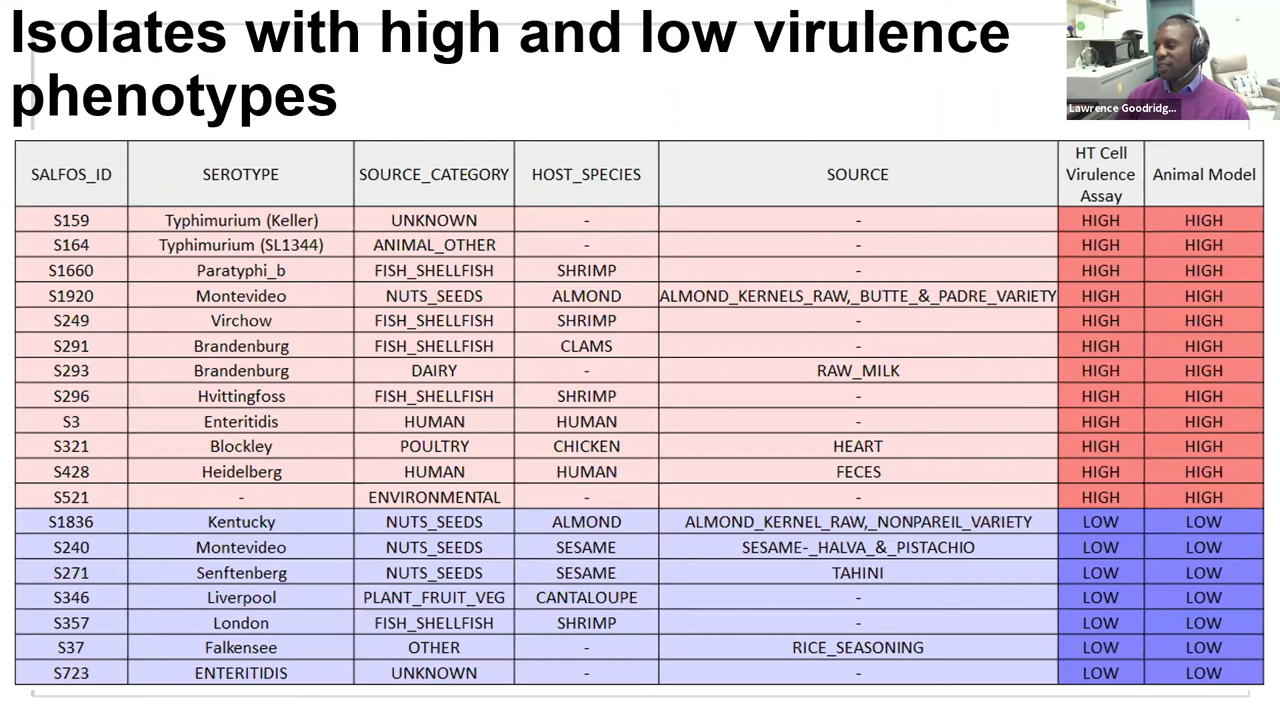 Isolates with high and low virulence
phenotypes
Lawrence Goodridg...
SALFOS_ID SEROTYPE SOURCE_CATEGORY HOST_SPECIES SOURCE HT Cell Virulence Assay Animal Model
S159 Typhimurium (Keller) UNKNOWN - - HIGH HIGH
S164 Typhimurium (SL1344) ANIMAL_OTHER - - HIGH HIGH
S1660 Paratyphi_b FISH_SHELLFISH SHRIMP - HIGH HIGH
S1920 Montevideo NUTS_SEEDS ALMOND ALMOND_KERNELS_RAW,_BUTTE_&_PADRE_VARIETY HIGH HIGH
S249 Virchow FISH_SHELLFISH SHRIMP - HIGH HIGH
S291 Brandenburg FISH_SHELLFISH CLAMS - HIGH HIGH
S293 Brandenburg DAIRY - RAW_MILK HIGH HIGH
S296 Hvittingfoss FISH_SHELLFISH SHRIMP - HIGH HIGH
S3 Enteritidis HUMAN HUMAN - HIGH HIGH
S321 Blockley POULTRY CHICKEN HEART HIGH HIGH
S428 Heidelberg HUMAN HUMAN FECES HIGH HIGH
S521 - ENVIRONMENTAL - - HIGH HIGH
S1836 Kentucky NUTS_SEEDS ALMOND ALMOND_KERNEL_RAW,_NONPAREIL_VARIETY LOW LOW
S240 Montevideo NUTS_SEEDS SESAME SESAME-_HALVA_&_PISTACHIO LOW LOW
S271 Senftenberg NUTS_SEEDS SESAME TAHINI LOW LOW
S346 Liverpool PLANT_FRUIT_VEG CANTALOUPE - LOW LOW
S357 London FISH_SHELLFISH SHRIMP - LOW LOW
S37 Falkensee OTHER - RICE_SEASONING LOW LOW
S723 ENTERITIDIS UNKNOWN - - LOW LOW